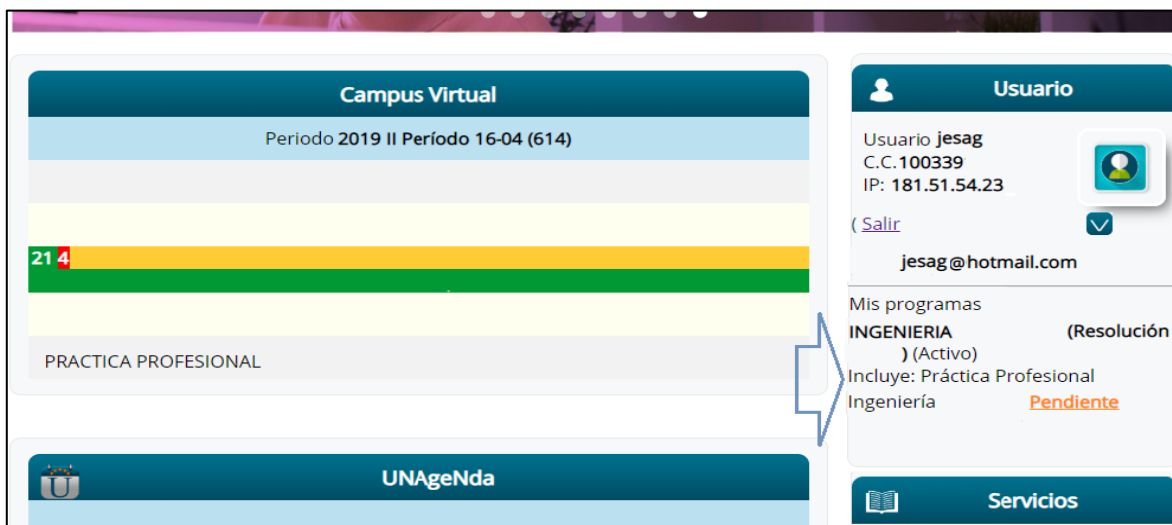 Campus Virtual
Periodo 2019 II Período 16-04 (614)
21 4
PRACTICA PROFESIONAL
UNAgeNda
Usuario
Usuario jesag
C.C.100339
IP: 181.51.54.23
( Salir
jesag@hotmail.com
Mis programas
INGENIERIA (Resolución
) (Activo)
Incluye: Práctica Profesional
Ingeniería Pendiente
Servicios